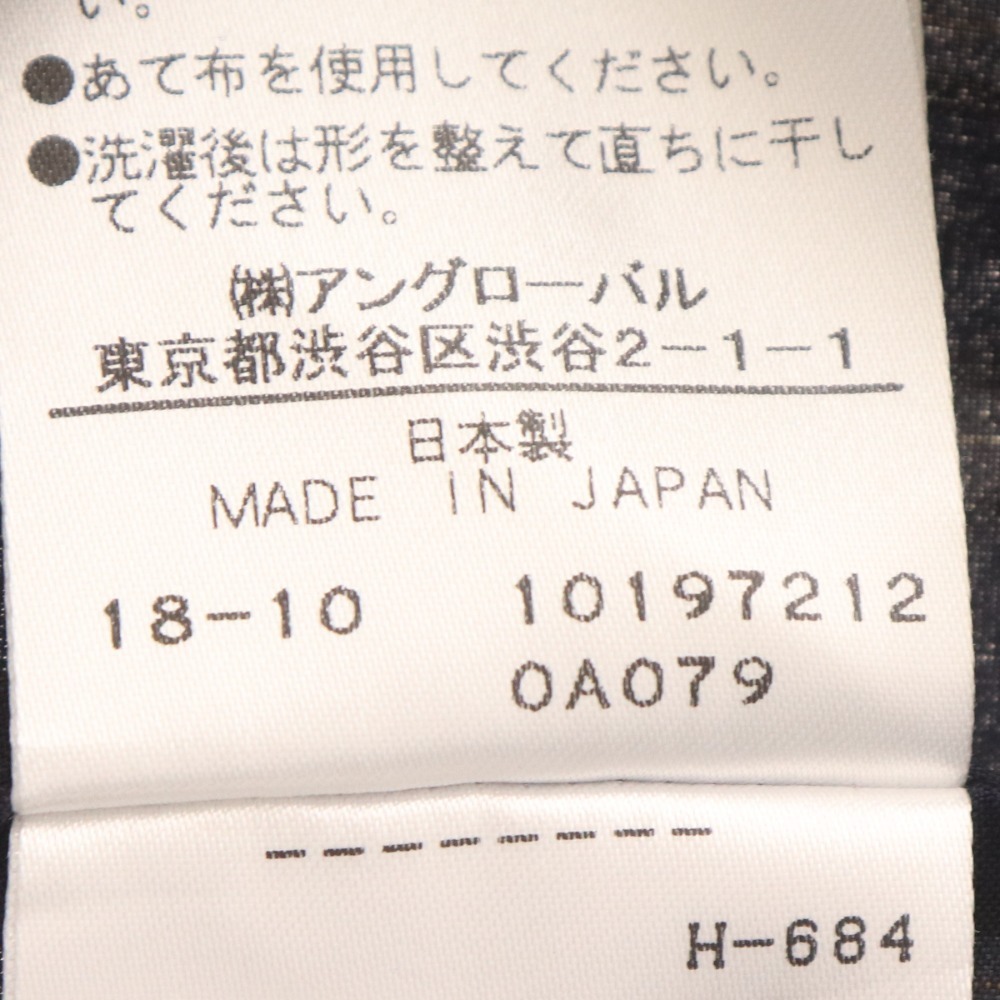 い。
●あて布を使用してください。
●洗濯後は形を整えて直ちに干し
てください。
㈱アングローバル
東京都渋谷区渋谷2-1-1
日本製
MADE IN JAPAN
18-10 10197212
0A079
H-684